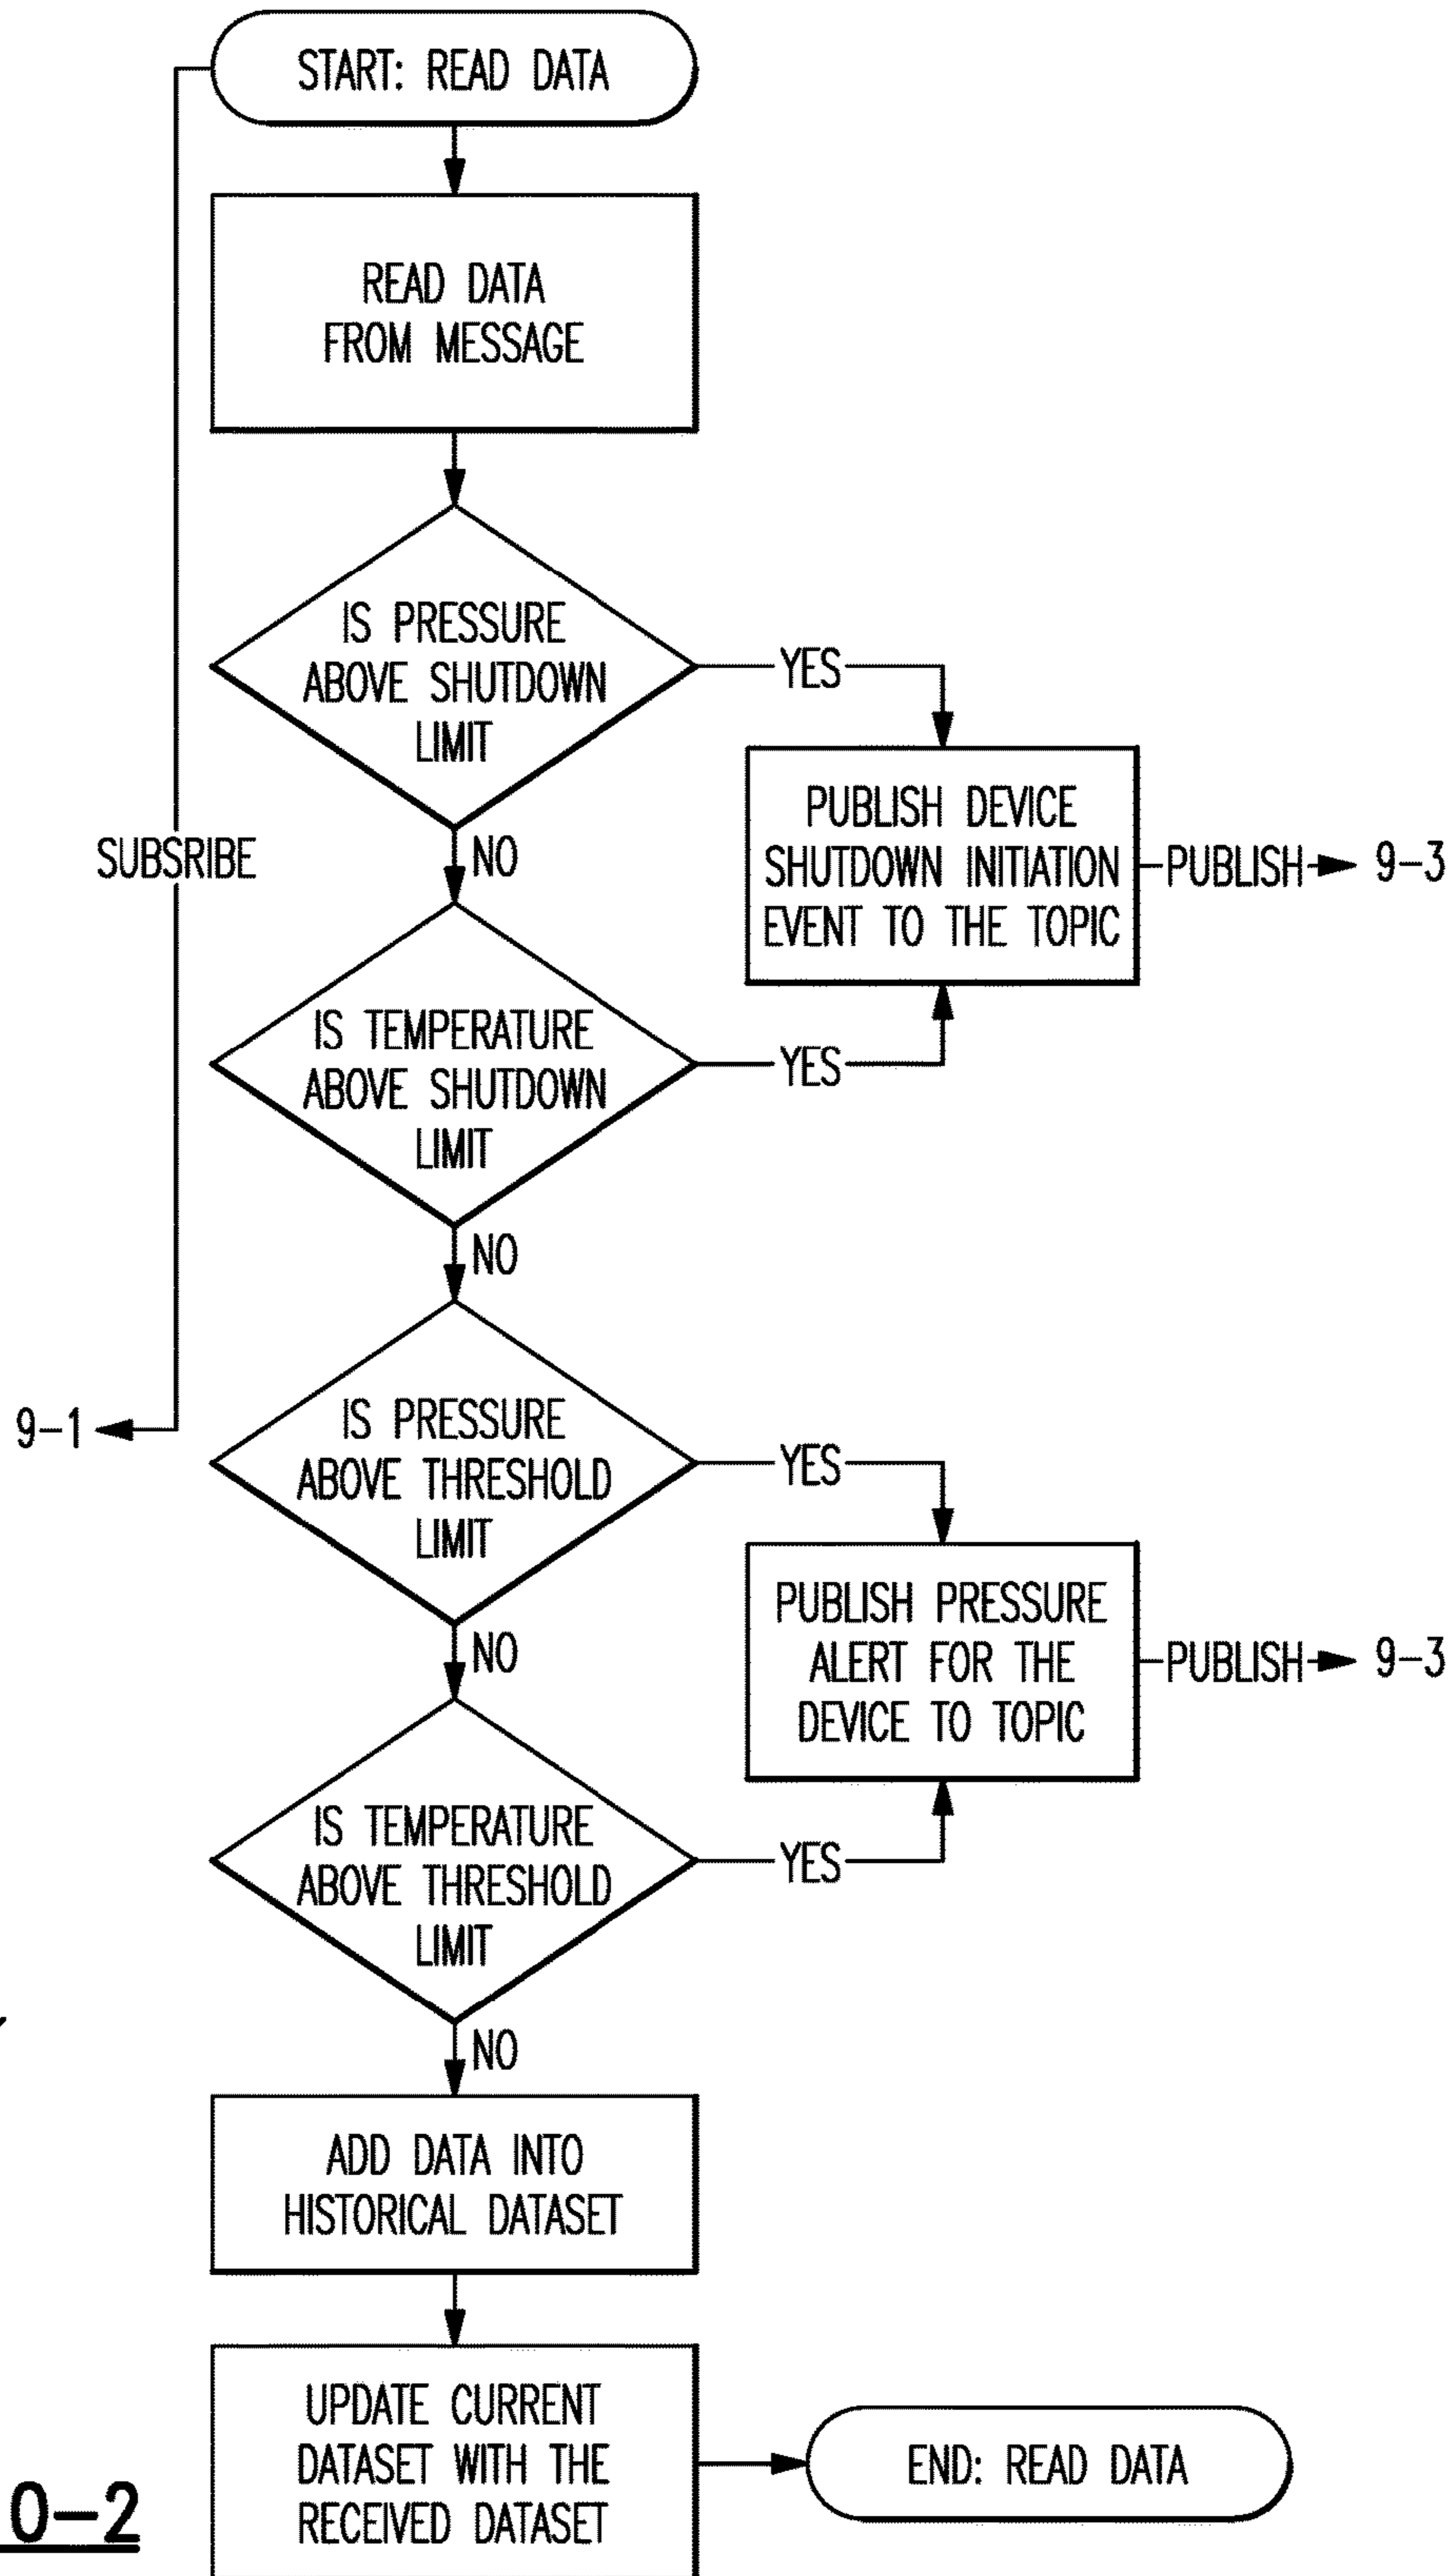 START: READ DATA
READ DATA
FROM MESSAGE
IS PRESSURE
ABOVE SHUTDOWN
LIMIT
YES
PUBLISH DEVICE
SHUTDOWN INITIATION
EVENT TO THE TOPIC
PUBLISH
9-3
SUBSRIBE
NO
IS TEMPERATURE
ABOVE SHUTDOWN
LIMIT
YES
NO
9-1
IS PRESSURE
ABOVE THRESHOLD
LIMIT
YES
PUBLISH PRESSURE
ALERT FOR THE
DEVICE TO TOPIC
PUBLISH
9-3
NO
IS TEMPERATURE
ABOVE THRESHOLD
LIMIT
YES
NO
ADD DATA INTO
HISTORICAL DATASET
UPDATE CURRENT
DATASET WITH THE
RECEIVED DATASET
END: READ DATA
0-2